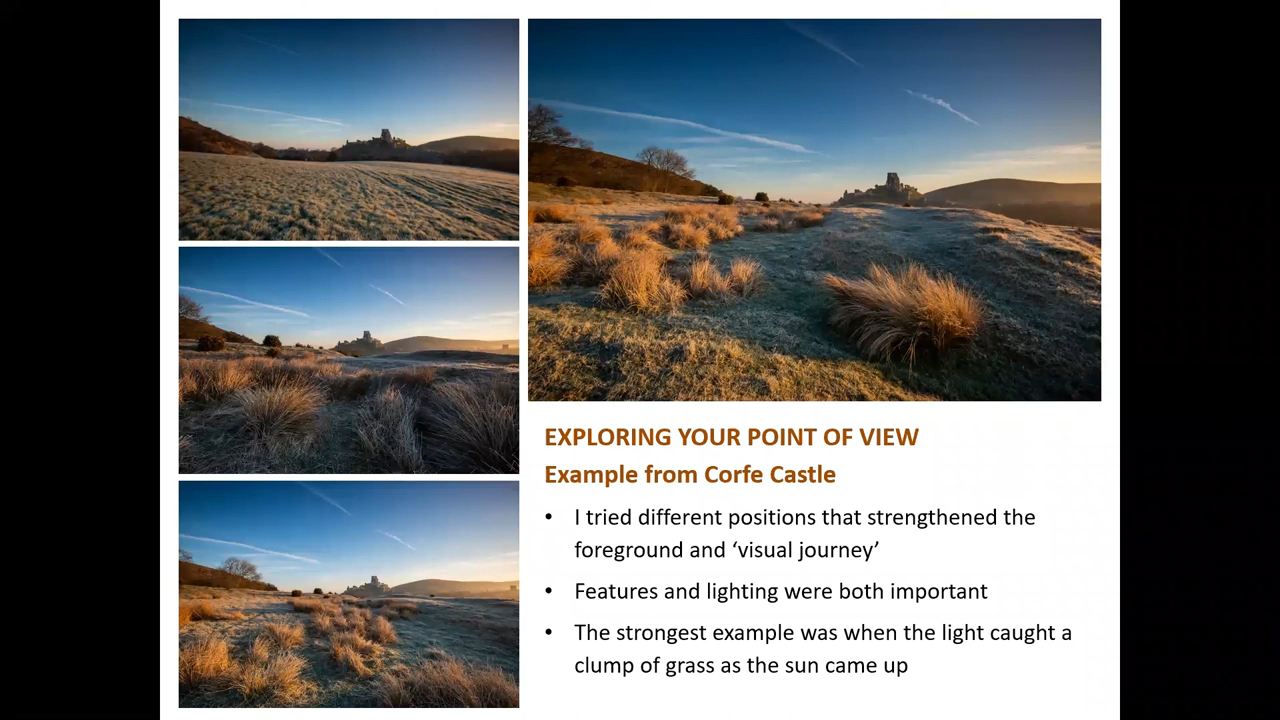 EXPLORING YOUR POINT OF VIEW
Example from Corfe Castle
• I tried different positions that strengthened the
foreground and ‘visual journey’
• Features and lighting were both important
• The strongest example was when the light caught a
clump of grass as the sun came up